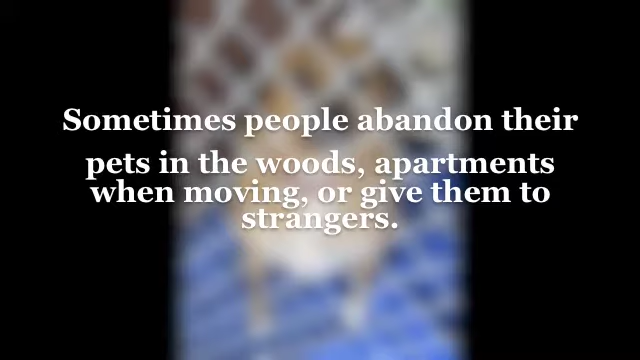 Sometimes people abandon their
pets in the woods, apartments
when moving, or give them to
strangers.